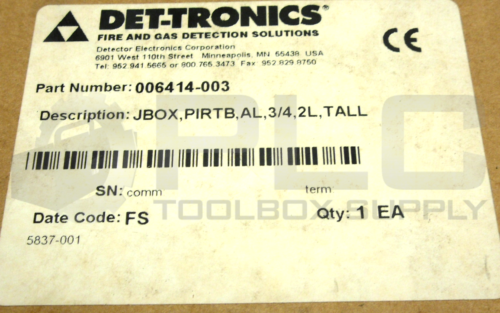 DET-TRONICS®
FIRE AND GAS DETECTION SOLUTIONS
Detector Electronics Corporation
6901 West 110th Street Minneapolis, MN 55438 USA
Tel: 952.941.5665 or 800.765.3473 Fax 952.829.8750
CE
Part Number: 006414-003
Description: JBOX,PIRTB,AL,3/4,2L,TALL
PLC
TOOLBOX SUPPLY
SN: comm term
Date Code: FS Qty: 1 EA
5837-001